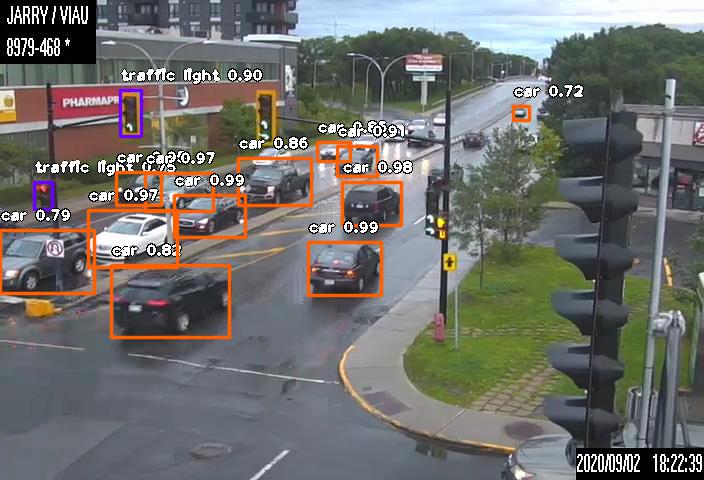 JARRY / VIAU
8979-468 *
traffic light 0.90
car 0.72
PHARMAPR
car 0.86
car 0.91
car 0.97
car 0.98
traffic light 0.75
car 0.97
car 0.99
car 0.79
car 0.99
car 0.82
2020/09/02 18:22:39